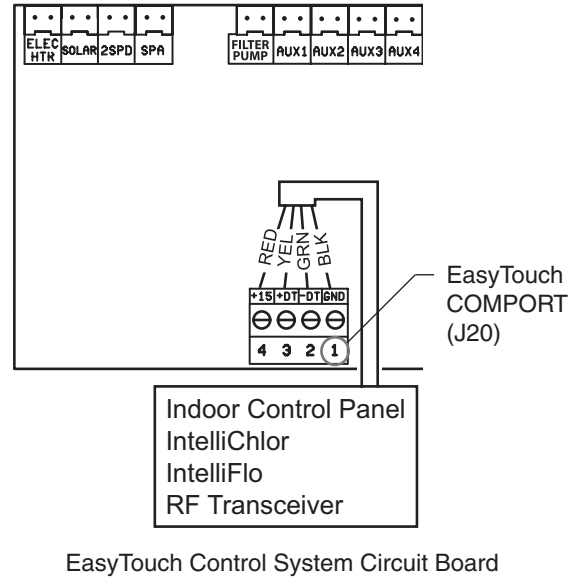 ELEC
HTR SOLAR 2SPD SPA FILTER
PUMP AUX1 AUX2 AUX3 AUX4
RED YEL GRN BLK
+15 +DT -DT GND
4 3 2 1
EasyTouch
COMPORT
(J20)
Indoor Control Panel
IntelliChlor
IntelliFlo
RF Transceiver
EasyTouch Control System Circuit Board